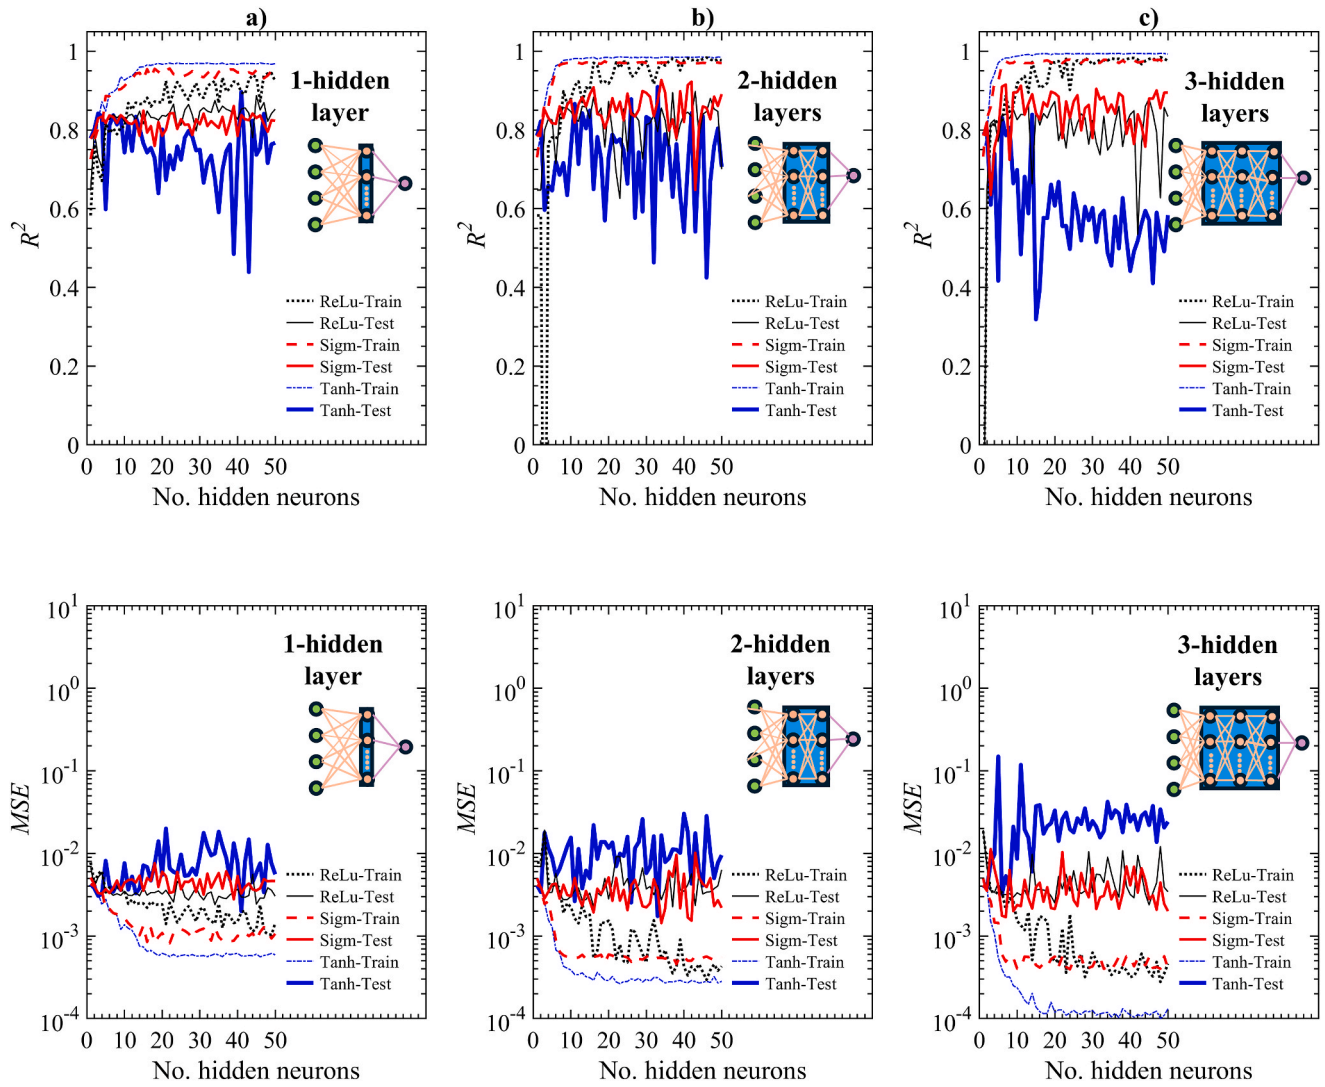 a)
1
0.8
0.6
0.4
0.2
0
R²
0 10 20 30 40 50
No. hidden neurons
1-hidden
layer
ReLu-Train
ReLu-Test
Sigm-Train
Sigm-Test
Tanh-Train
Tanh-Test
b)
1
0.8
0.6
0.4
0.2
0
R²
0 10 20 30 40 50
No. hidden neurons
2-hidden
layers
ReLu-Train
ReLu-Test
Sigm-Train
Sigm-Test
Tanh-Train
Tanh-Test
c)
1
0.8
0.6
0.4
0.2
0
R²
0 10 20 30 40 50
No. hidden neurons
3-hidden
layers
ReLu-Train
ReLu-Test
Sigm-Train
Sigm-Test
Tanh-Train
Tanh-Test
10¹
10⁰
10⁻¹
10⁻²
10⁻³
10⁻⁴
MSE
0 10 20 30 40 50
No. hidden neurons
1-hidden
layer
ReLu-Train
ReLu-Test
Sigm-Train
Sigm-Test
Tanh-Train
Tanh-Test
10¹
10⁰
10⁻¹
10⁻²
10⁻³
10⁻⁴
MSE
0 10 20 30 40 50
No. hidden neurons
2-hidden
layers
ReLu-Train
ReLu-Test
Sigm-Train
Sigm-Test
Tanh-Train
Tanh-Test
10¹
10⁰
10⁻¹
10⁻²
10⁻³
10⁻⁴
MSE
0 10 20 30 40 50
No. hidden neurons
3-hidden
layers
ReLu-Train
ReLu-Test
Sigm-Train
Sigm-Test
Tanh-Train
Tanh-Test